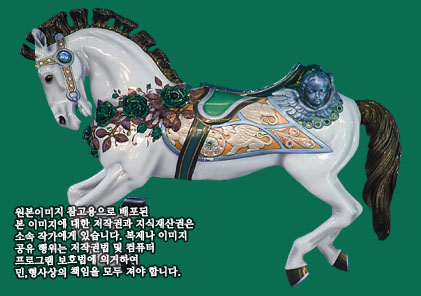 원본이미지 참고용으로 배포된
본 이미지에 대한 저작권과 지식재산권은
소속 작가에게 있습니다. 복제나 이미지
공유 행위는 저작권법 및 컴퓨터
프로그램 보호법에 의거하여
민,형사상의 책임을 모두 져야 합니다.